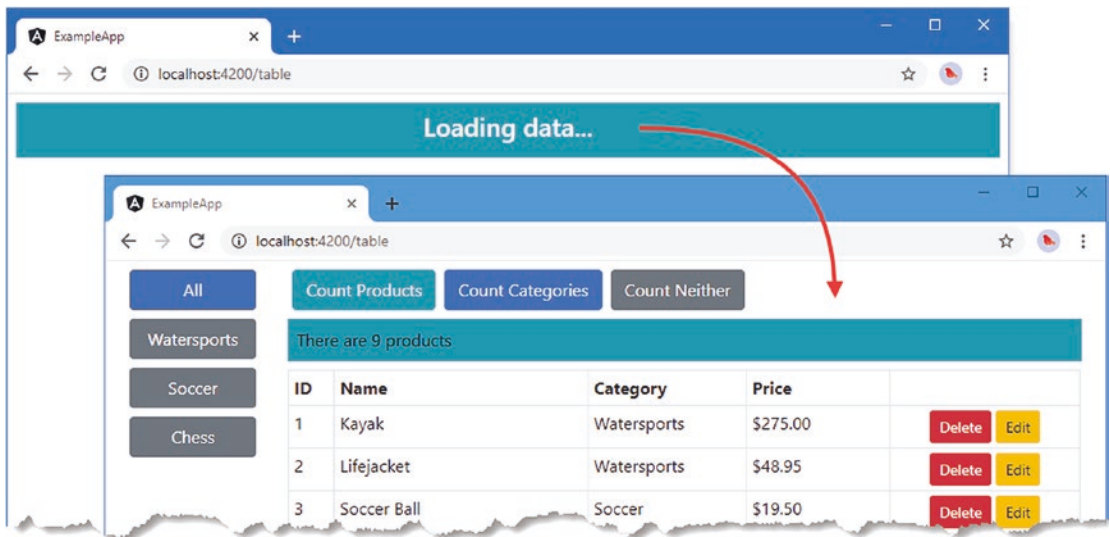 ExampleApp
localhost:4200/table
Loading data...
ExampleApp
localhost:4200/table
All
Count Products Count Categories Count Neither
Watersports
There are 9 products
Soccer
Chess
ID Name Category Price
1 Kayak Watersports $275.00 Delete Edit
2 Lifejacket Watersports $48.95 Delete Edit
3 Soccer Ball Soccer $19.50 Delete Edit